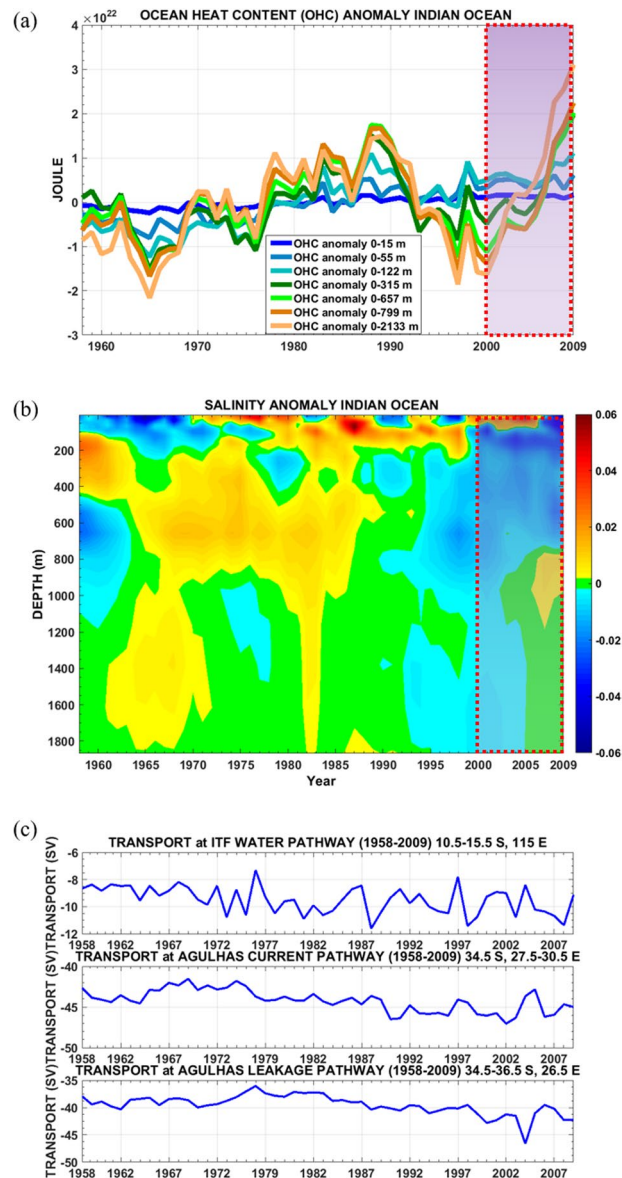 (a)
OCEAN HEAT CONTENT (OHC) ANOMALY INDIAN OCEAN
×10²²
4
3
2
1
0
-1
-2
-3
JOULE
OHC anomaly 0-15 m
OHC anomaly 0-55 m
OHC anomaly 0-122 m
OHC anomaly 0-315 m
OHC anomaly 0-657 m
OHC anomaly 0-799 m
OHC anomaly 0-2133 m
1960 1970 1980 1990 2000 2009
(b)
SALINITY ANOMALY INDIAN OCEAN
200
400
600
800
1000
1200
1400
1600
1800
DEPTH (m)
1960 1965 1970 1975 1980 1985 1990 1995 2000 2005 2009
Year
0.06
0.04
0.02
0
-0.02
-0.04
-0.06
(c)
TRANSPORT at ITF WATER PATHWAY (1958-2009) 10.5-15.5 S, 115 E
TRANSPORT (SV)
-6
-8
-10
-12
1958 1962 1967 1972 1977 1982 1987 1992 1997 2002 2007
TRANSPORT at AGULHAS CURRENT PATHWAY (1958-2009) 34.5 S, 27.5-30.5 E
TRANSPORT (SV)
-40
-45
-50
1958 1962 1967 1972 1979 1982 1987 1992 1997 2002 2007
TRANSPORT at AGULHAS LEAKAGE PATHWAY (1958-2009) 34.5-36.5 S, 26.5 E
TRANSPORT (SV)
-35
-40
-45
-50
1958 1962 1967 1972 1979 1982 1987 1992 1997 2002 2007